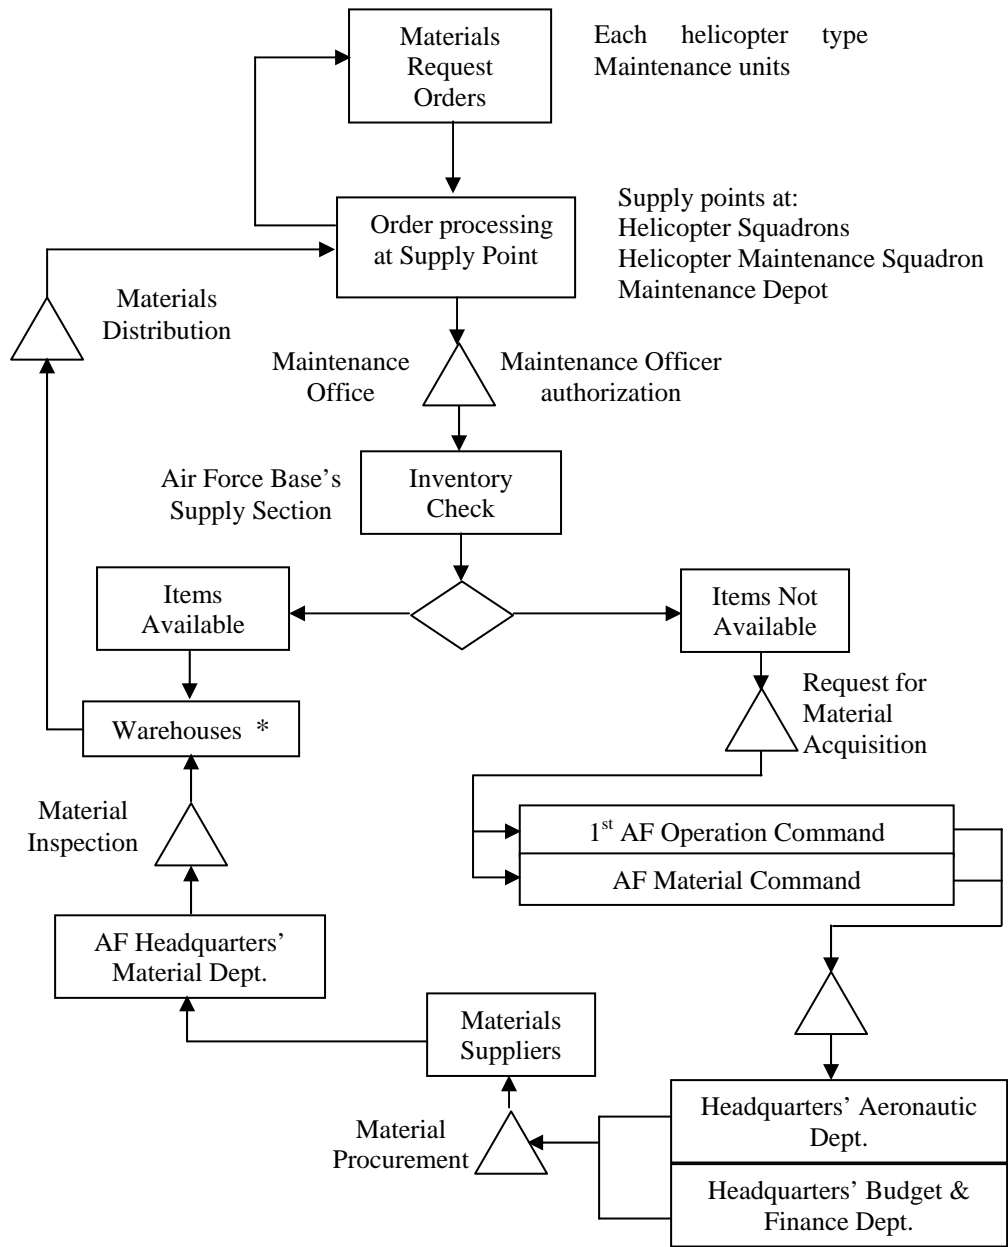 Materials
Request
Orders
Each helicopter type
Maintenance units
Order processing
at Supply Point
Supply points at:
Helicopter Squadrons
Helicopter Maintenance Squadron
Maintenance Depot
Materials
Distribution
Maintenance
Office
Maintenance Officer
authorization
Air Force Base’s
Supply Section
Inventory
Check
Items
Available
Items Not
Available
Warehouses *
Request for
Material
Acquisition
Material
Inspection
1st AF Operation Command
AF Material Command
AF Headquarters’
Material Dept.
Materials
Suppliers
Material
Procurement
Headquarters’ Aeronautic
Dept.
Headquarters’ Budget &
Finance Dept.